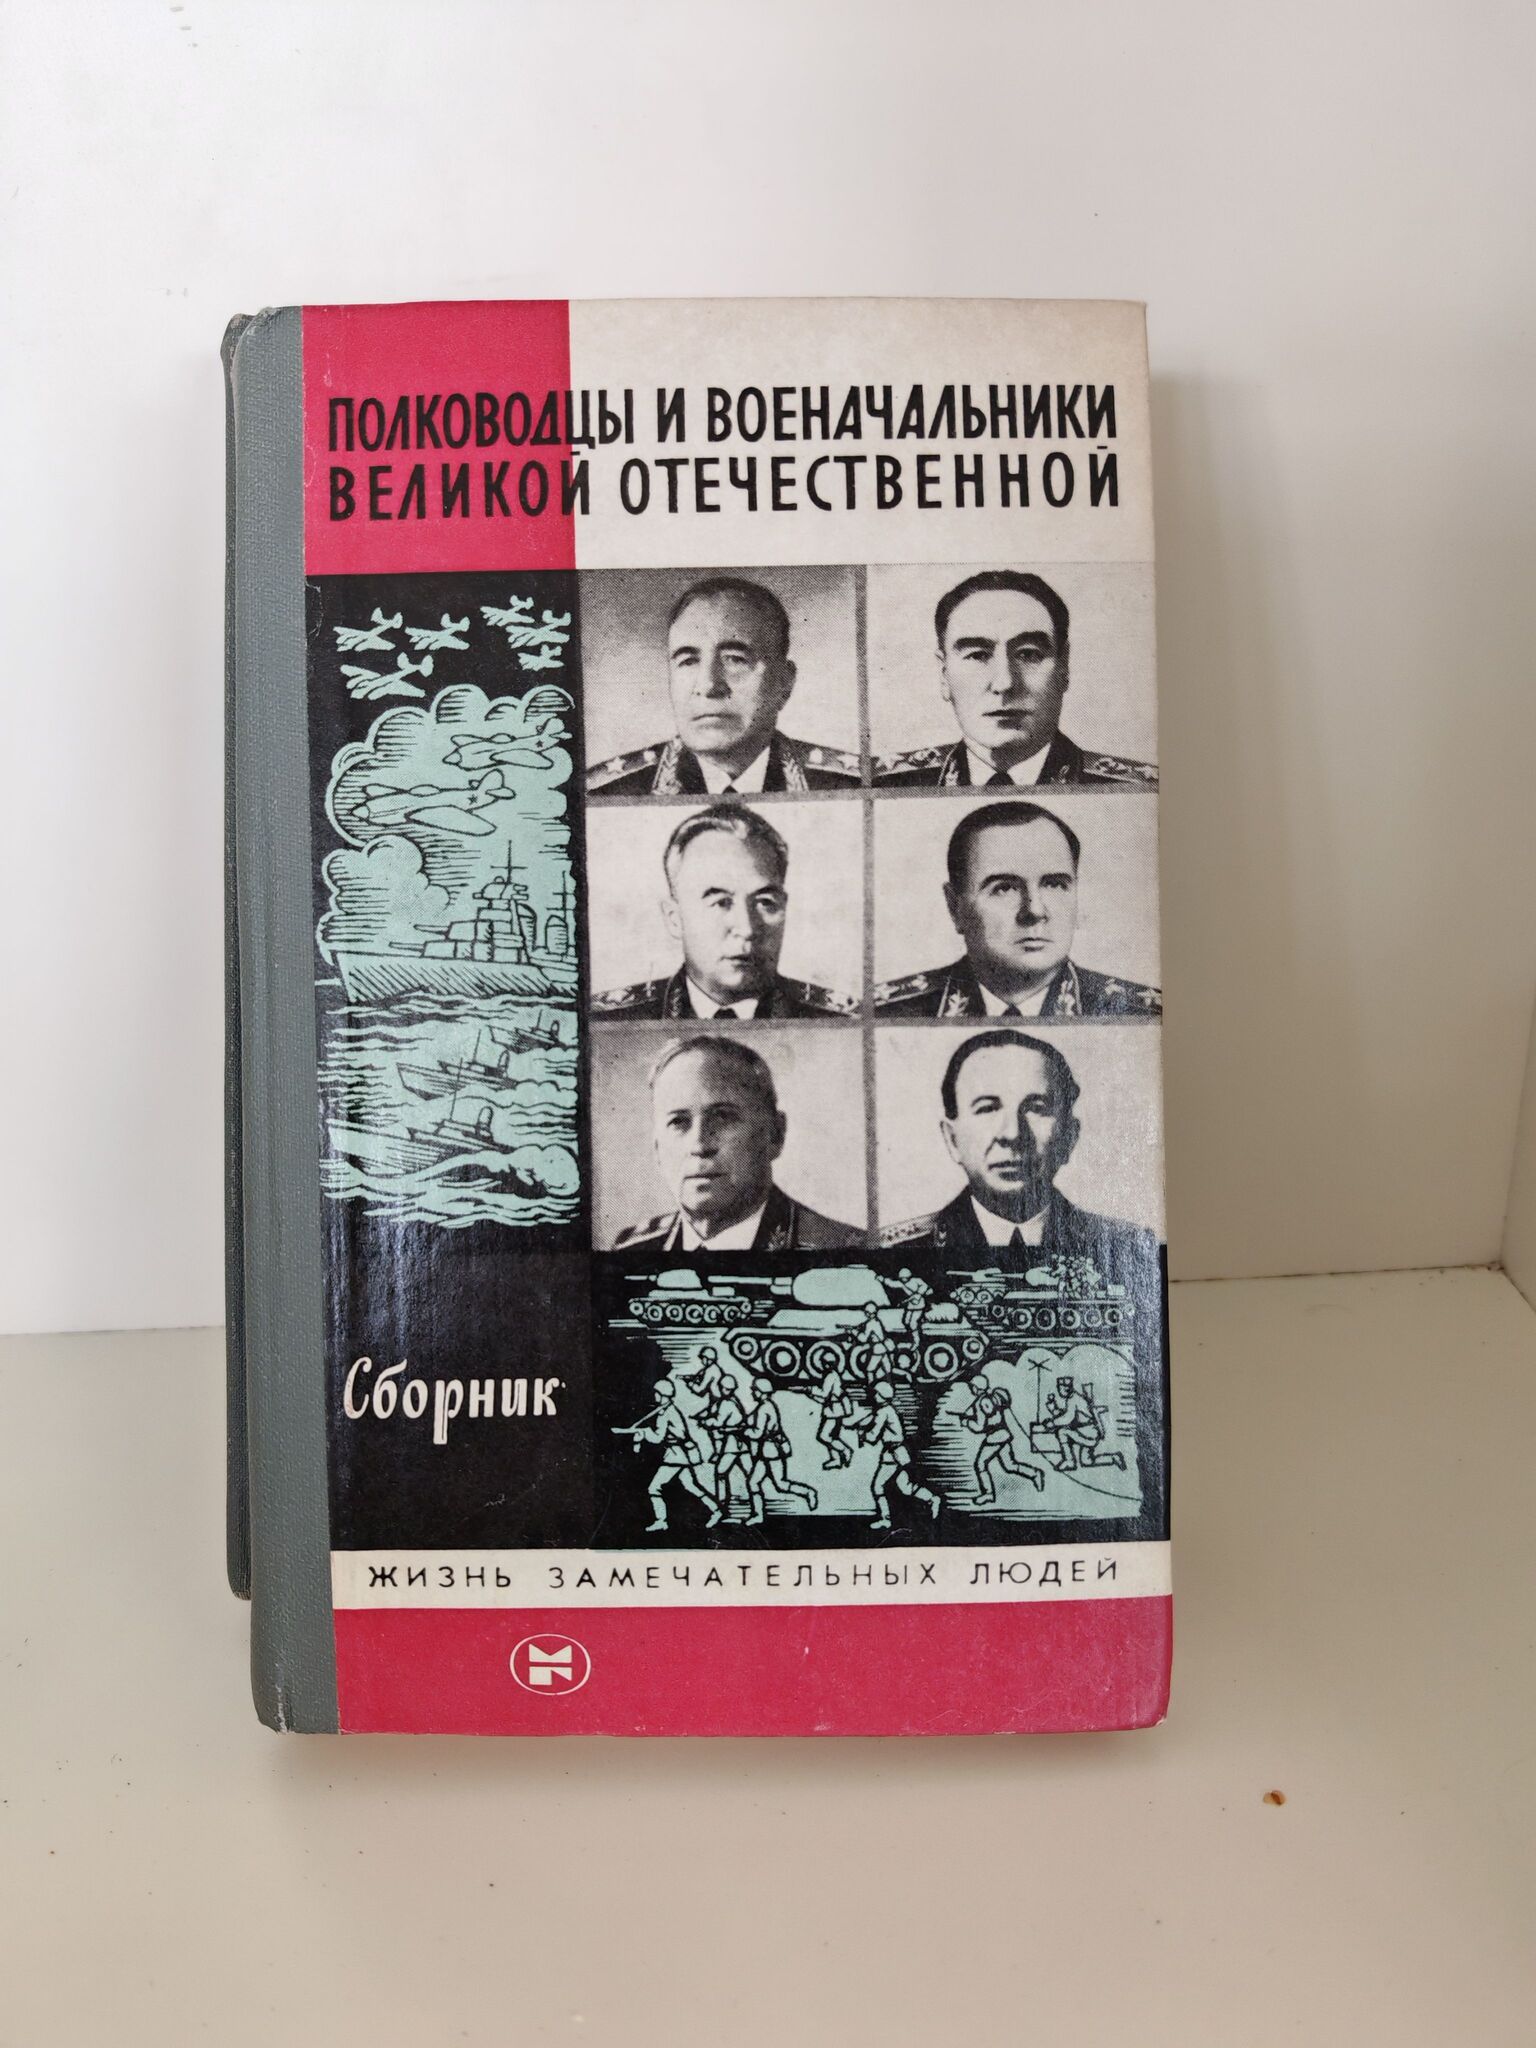 ПОЛКОВОДЦЫ И ВОЕНАЧАЛЬНИКИ
ВЕЛИКОЙ ОТЕЧЕСТВЕННОЙ
Сборник
ЖИЗНЬ ЗАМЕЧАТЕЛЬНЫХ ЛЮДЕЙ